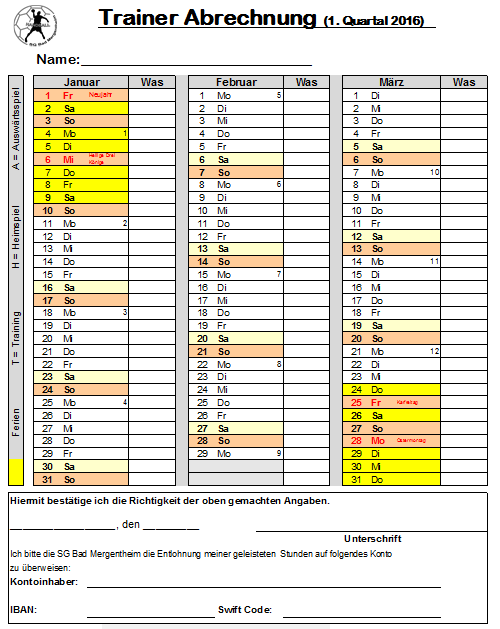 HANDBALL
SG Bad
Trainer Abrechnung (1. Quartal 2016)
Name:
Januar Was Februar Was März Was
1 Fr Neujahr 1 Mo 5 1 Di
2 Sa 2 Di 2 Mi
3 So 3 Mi 3 Do
4 Mo 1 4 Do 4 Fr
5 Di 5 Fr 5 Sa
6 Mi Heilige Drei Könige 6 Sa 6 So
7 Do 7 So 7 Mo 10
8 Fr 8 Mo 6 8 Di
9 Sa 9 Di 9 Mi
10 So 10 Mi 10 Do
11 Mo 2 11 Do 11 Fr
12 Di 12 Fr 12 Sa
13 Mi 13 Sa 13 So
14 Do 14 So 14 Mo 11
15 Fr 15 Mo 7 15 Di
16 Sa 16 Di 16 Mi
17 So 17 Mi 17 Do
18 Mo 3 18 Do 18 Fr
19 Di 19 Fr 19 Sa
20 Mi 20 Sa 20 So
21 Do 21 So 21 Mo 12
22 Fr 22 Mo 8 22 Di
23 Sa 23 Di 23 Mi
24 So 24 Mi 24 Do
25 Mo 4 25 Do 25 Fr Karfreitag
26 Di 26 Fr 26 Sa
27 Mi 27 Sa 27 So
28 Do 28 So 28 Mo Ostermontag
29 Fr 29 Mo 9 29 Di
30 Sa 30 Mi
31 So 31 Do
A = Auswärtsspiel
H = Heimspiel
T = Training
Ferien
Hiermit bestätige ich die Richtigkeit der oben gemachten Angaben.
, den
Unterschrift
Ich bitte die SG Bad Mergentheim die Entlohnung meiner geleisteten Stunden auf folgendes Konto
zu überweisen:
Kontoinhaber:
IBAN: Swift Code: